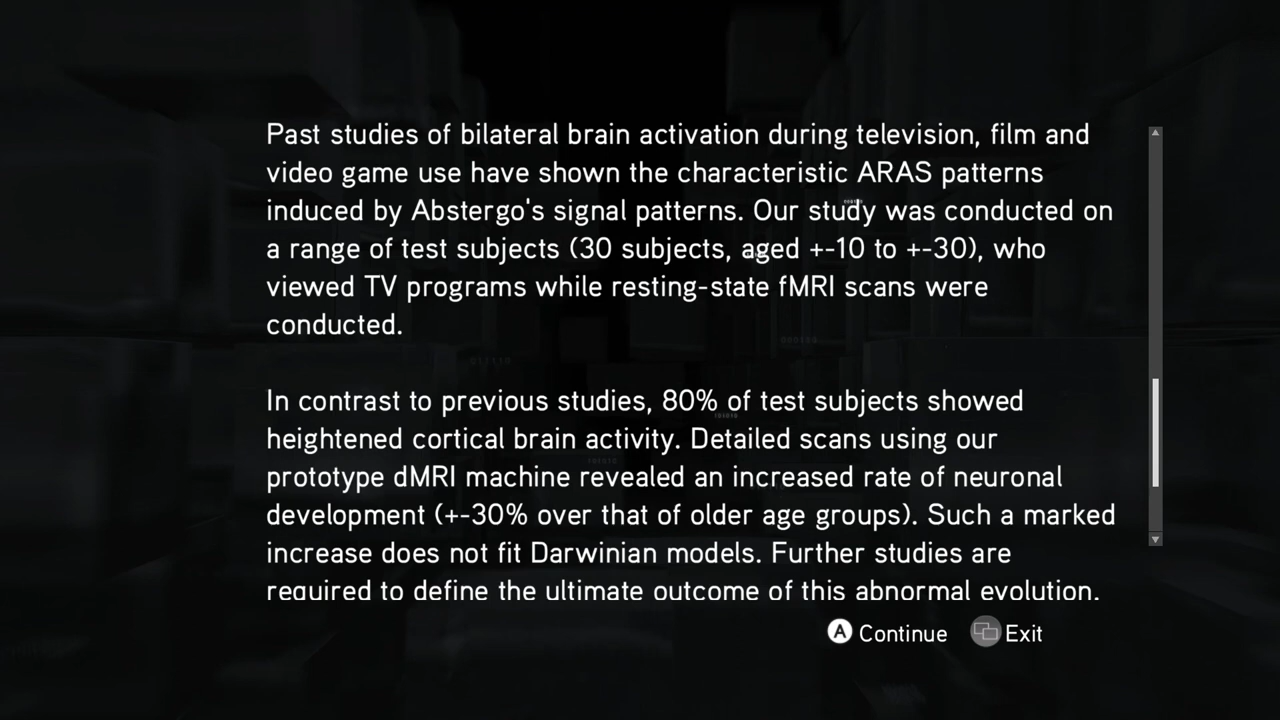 Past studies of bilateral brain activation during television, film and
video game use have shown the characteristic ARAS patterns
induced by Abstergo's signal patterns. Our study was conducted on
a range of test subjects (30 subjects, aged +-10 to +-30), who
viewed TV programs while resting-state fMRI scans were
conducted.
In contrast to previous studies, 80% of test subjects showed
heightened cortical brain activity. Detailed scans using our
prototype dMRI machine revealed an increased rate of neuronal
development (+-30% over that of older age groups). Such a marked
increase does not fit Darwinian models. Further studies are
required to define the ultimate outcome of this abnormal evolution.
A Continue Exit